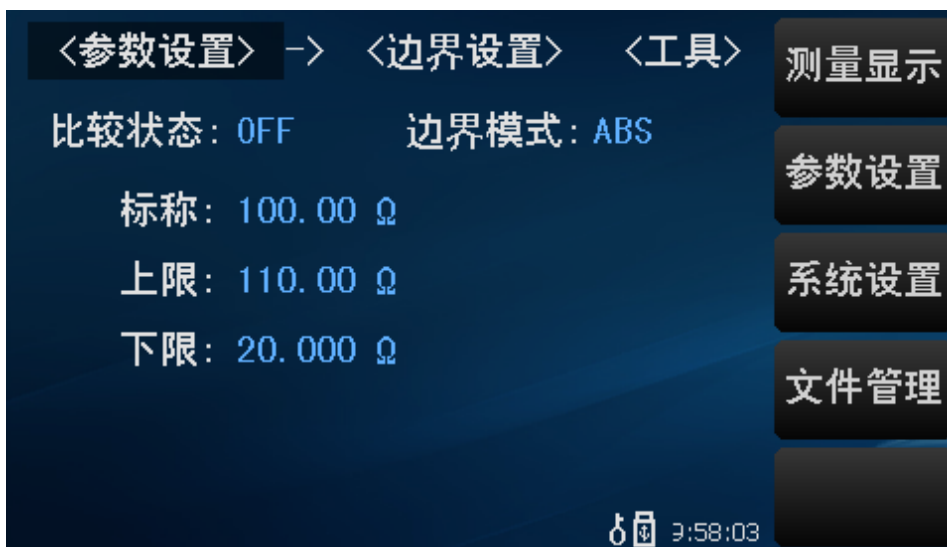 <参数设置> -> <边界设置> <工具>
比较状态: OFF 边界模式: ABS
标称: 100.00 Ω
上限: 110.00 Ω
下限: 20.000 Ω
9:58:03
测量显示
参数设置
系统设置
文件管理